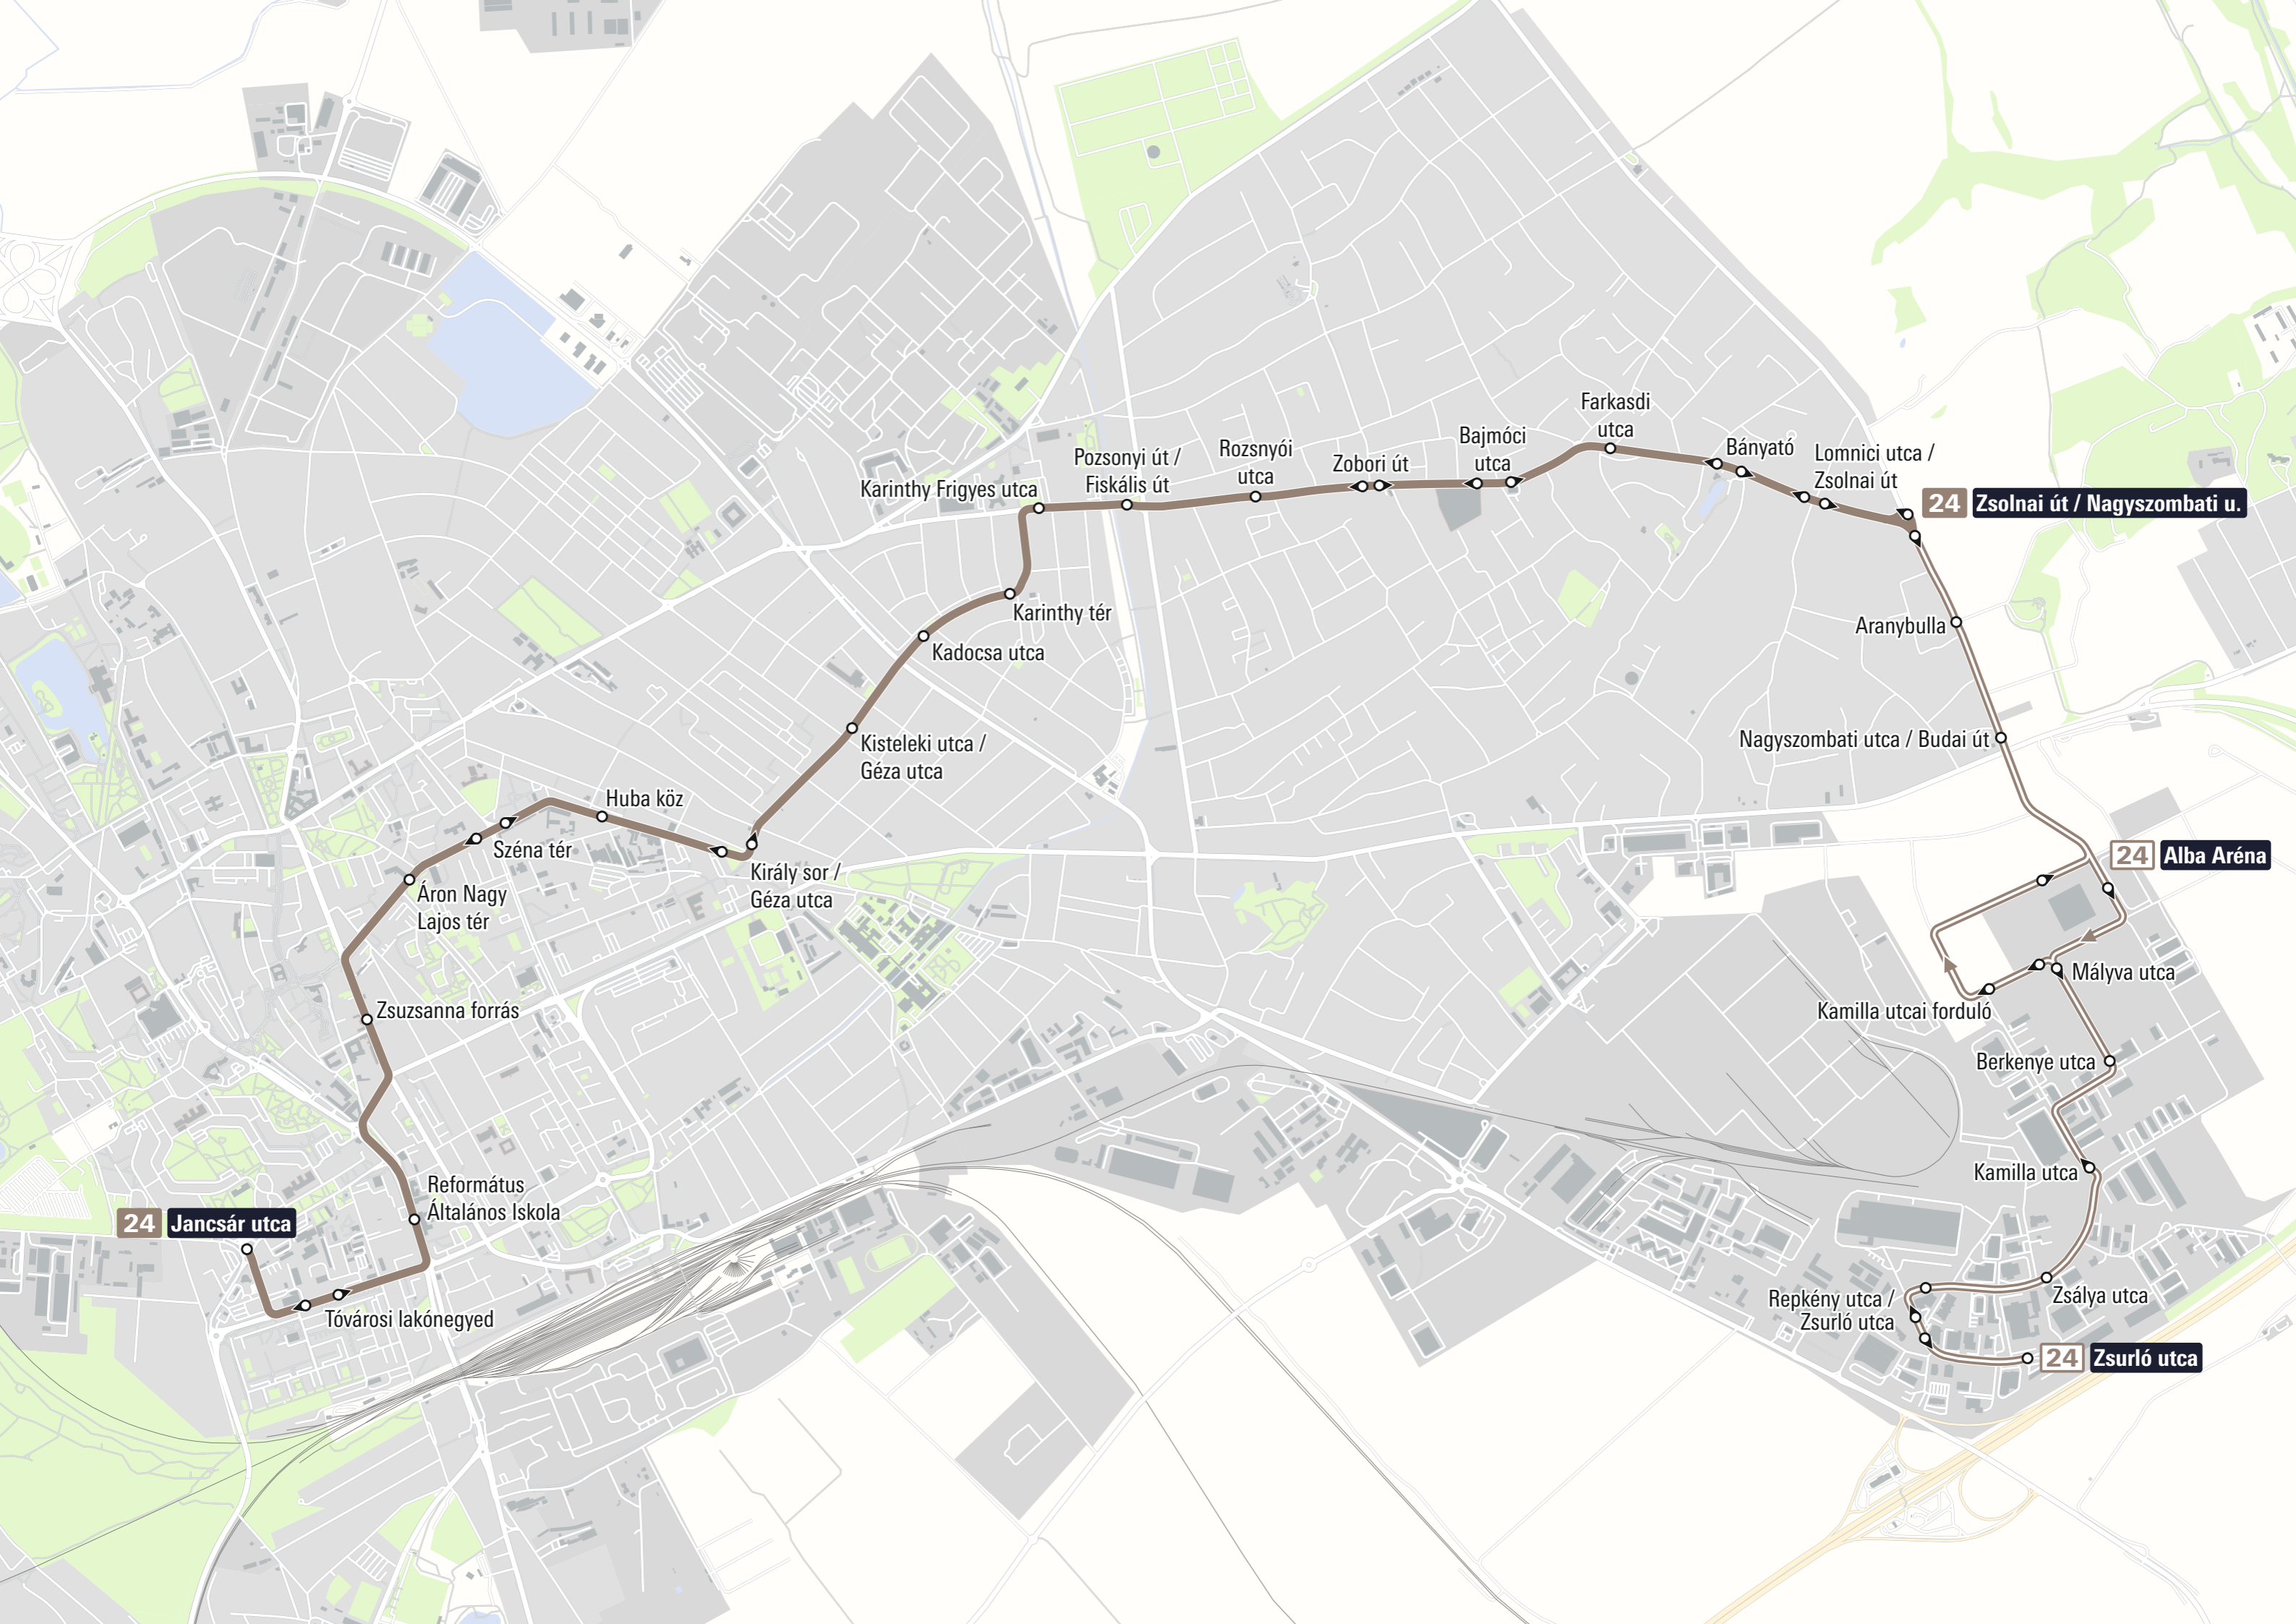 Farkasdi
utca
Bajmóci
utca
Bányató
Lomnici utca /
Zsolnai út
Rozsnyói
utca
Zobori út
Pozsonyi út /
Fiskális út
Karinthy Frigyes utca
24 Zsolnai út / Nagyszombati u.
Karinthy tér
Aranybulla
Kadocsa utca
Nagyszombati utca / Budai út
Kisteleki utca /
Géza utca
Huba köz
Széna tér
24 Alba Aréna
Király sor /
Géza utca
Áron Nagy
Lajos tér
Mályva utca
Zsuzsanna forrás
Kamilla utcai forduló
Berkenye utca
Kamilla utca
Református
Általános Iskola
24 Jancsár utca
Tóvárosi lakónegyed
Repkény utca /
Zsurló utca
Zsálya utca
24 Zsurló utca